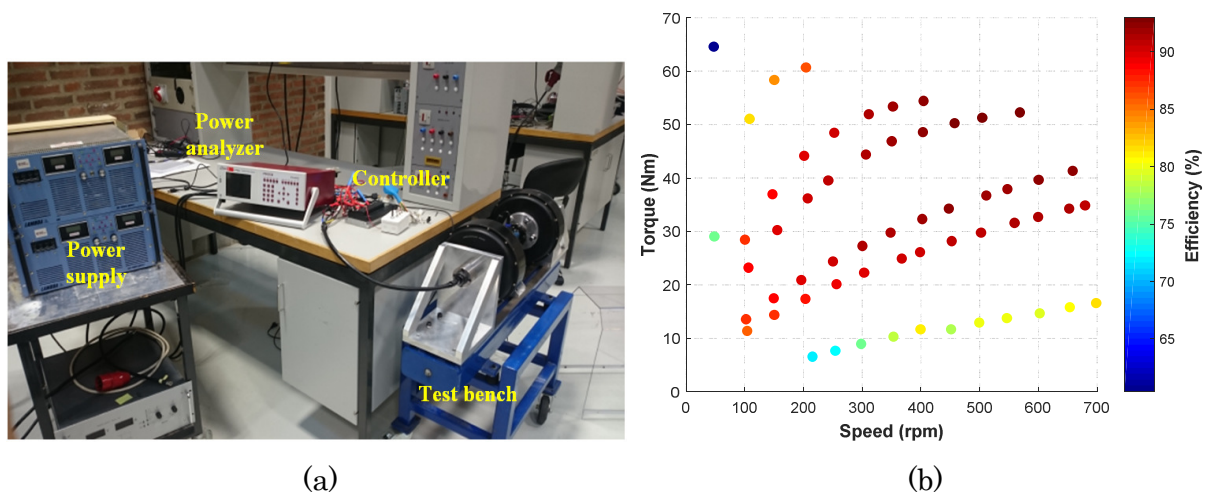 Power
analyzer
Controller
Power
supply
Test bench
(a)
70
60
50
40
30
20
10
0
Torque (Nm)
0 100 200 300 400 500 600 700
Speed (rpm)
90
85
80
75
70
65
Efficiency (%)
(b)